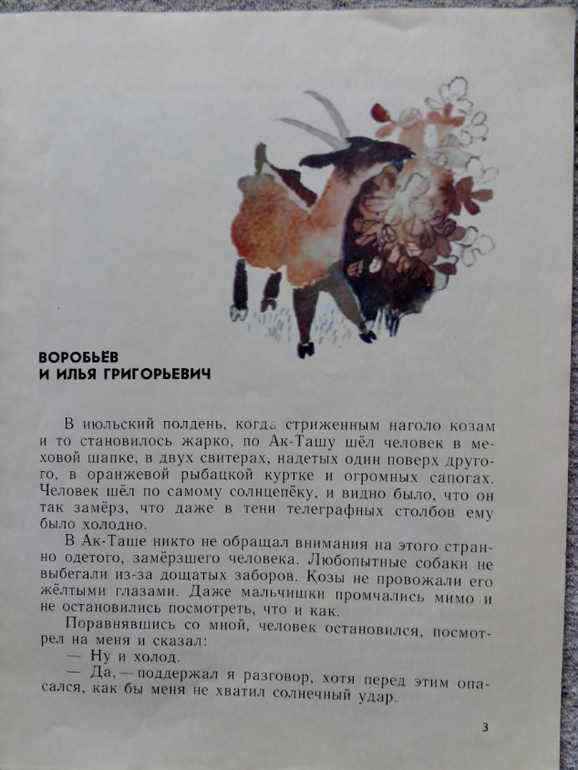 ВОРОБЬЁВ
И ИЛЬЯ ГРИГОРЬЕВИЧ
В июльский полдень, когда стриженным наголо козам
и то становилось жарко, по Ак-Ташу шёл человек в ме-
ховой шапке, в двух свитерах, надетых один поверх друго-
го, в оранжевой рыбацкой куртке и огромных сапогах.
Человек шёл по самому солнцепёку, и видно было, что он
так замёрз, что даже в тени телеграфных столбов ему
было холодно.
В Ак-Таше никто не обращал внимания на этого стран-
но одетого, замёрзшего человека. Любопытные собаки не
выбегали из-за дощатых заборов. Козы не провожали его
жёлтыми глазами. Даже мальчишки промчались мимо и
не остановились посмотреть, что и как.
Поравнявшись со мной, человек остановился, посмот-
рел на меня и сказал:
— Ну и холод.
— Да, — поддержал я разговор, хотя перед этим опа-
сался, как бы меня не хватил солнечный удар.
3